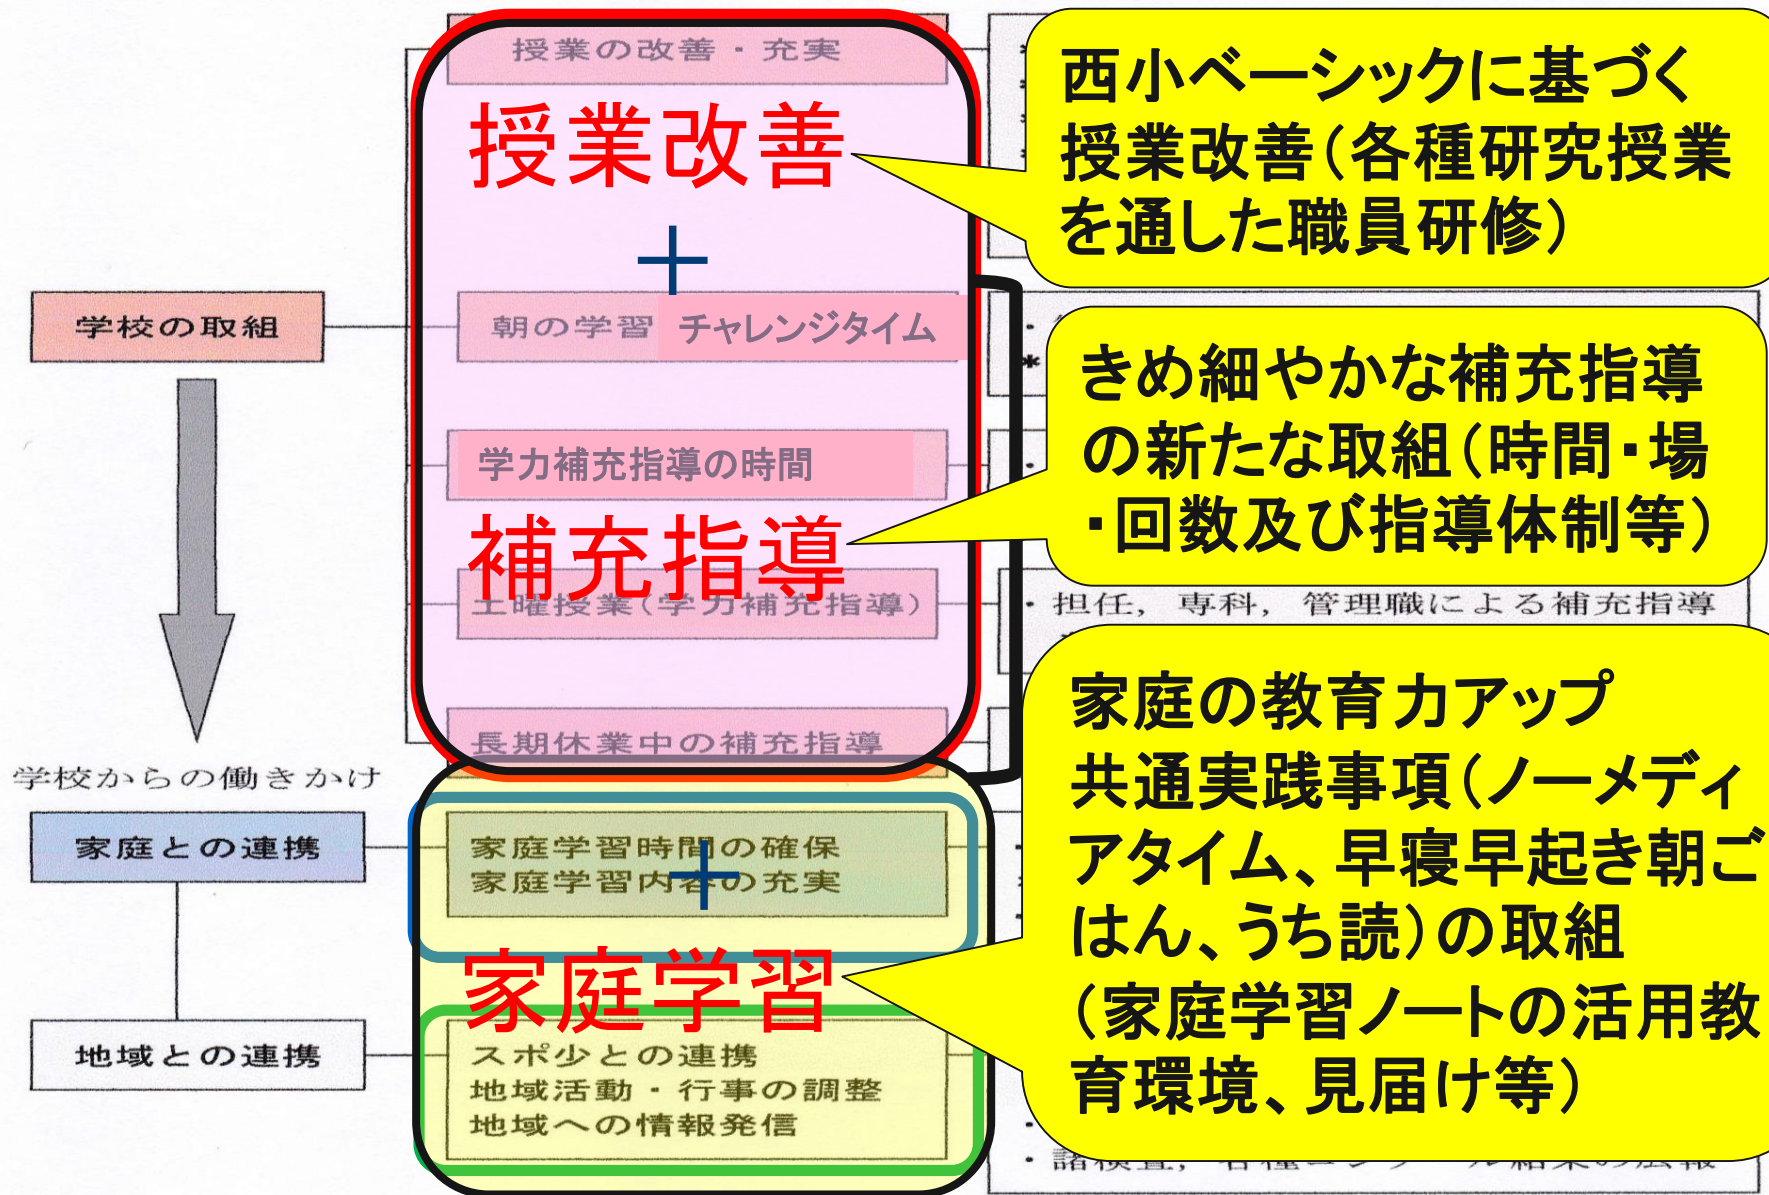 授業の改善・充実
授業改善
＋
西小ベーシックに基づく
授業改善（各種研究授業
を通した職員研修）
学校の取組
朝の学習
チャレンジタイム
きめ細やかな補充指導
の新たな取組（時間・場
・回数及び指導体制等）
学力補充指導の時間
補充指導
土曜授業（学力補充指導）
・担任，専科，管理職による補充指導
長期休業中の補充指導
学校からの働きかけ
家庭の教育力アップ
共通実践事項（ノーメディ
アタイム、早寝早起き朝ご
はん、うち読）の取組
（家庭学習ノートの活用教
育環境、見届け等）
家庭との連携
家庭学習時間の確保
家庭学習内容の充実
＋
家庭学習
地域との連携
スポ少との連携
地域活動・行事の調整
地域への情報発信